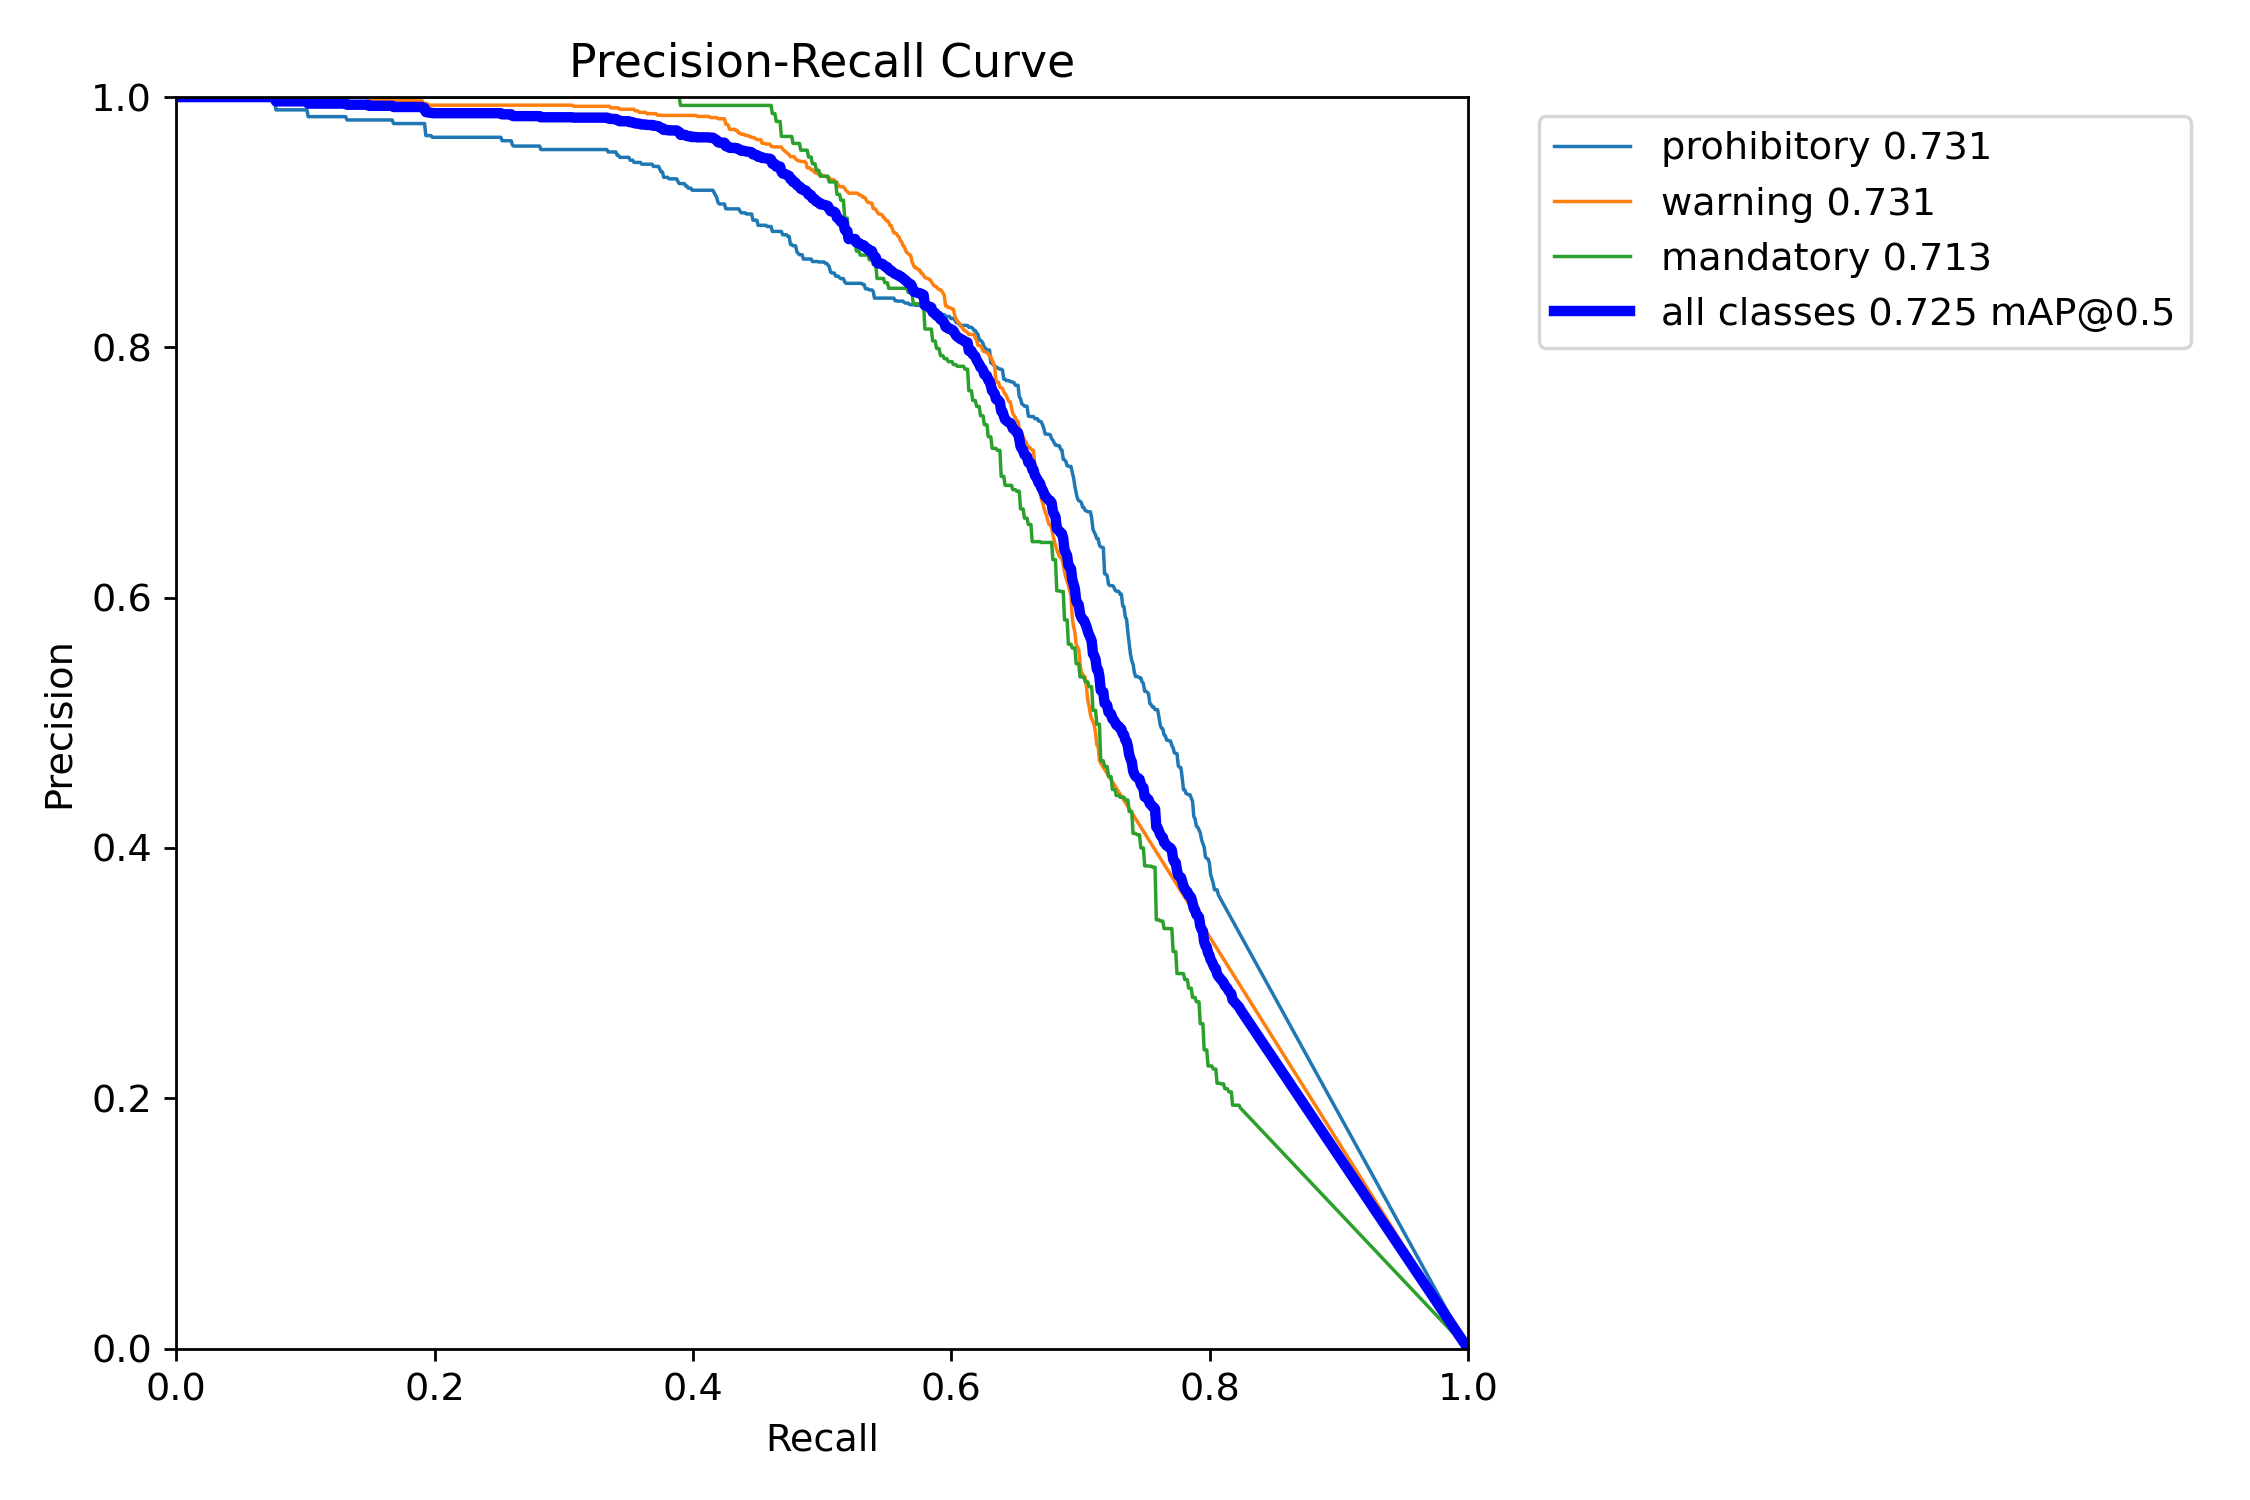 Precision-Recall Curve
1.0
0.8
0.6
0.4
0.2
0.0
Precision
0.0 0.2 0.4 0.6 0.8 1.0
Recall
prohibitory 0.731
warning 0.731
mandatory 0.713
all classes 0.725 mAP@0.5